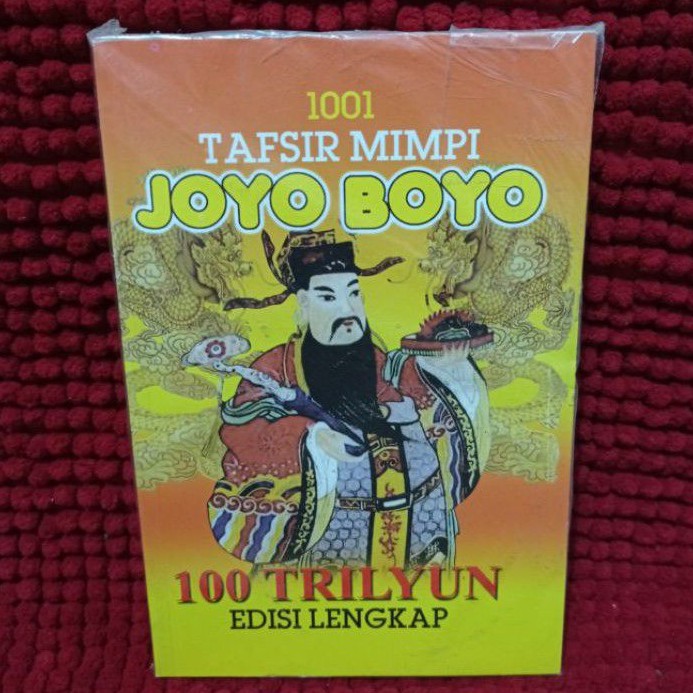 1001
TAFSIR MIMPI
JOYO BOYO
100 TRILYUN
EDISI LENGKAP